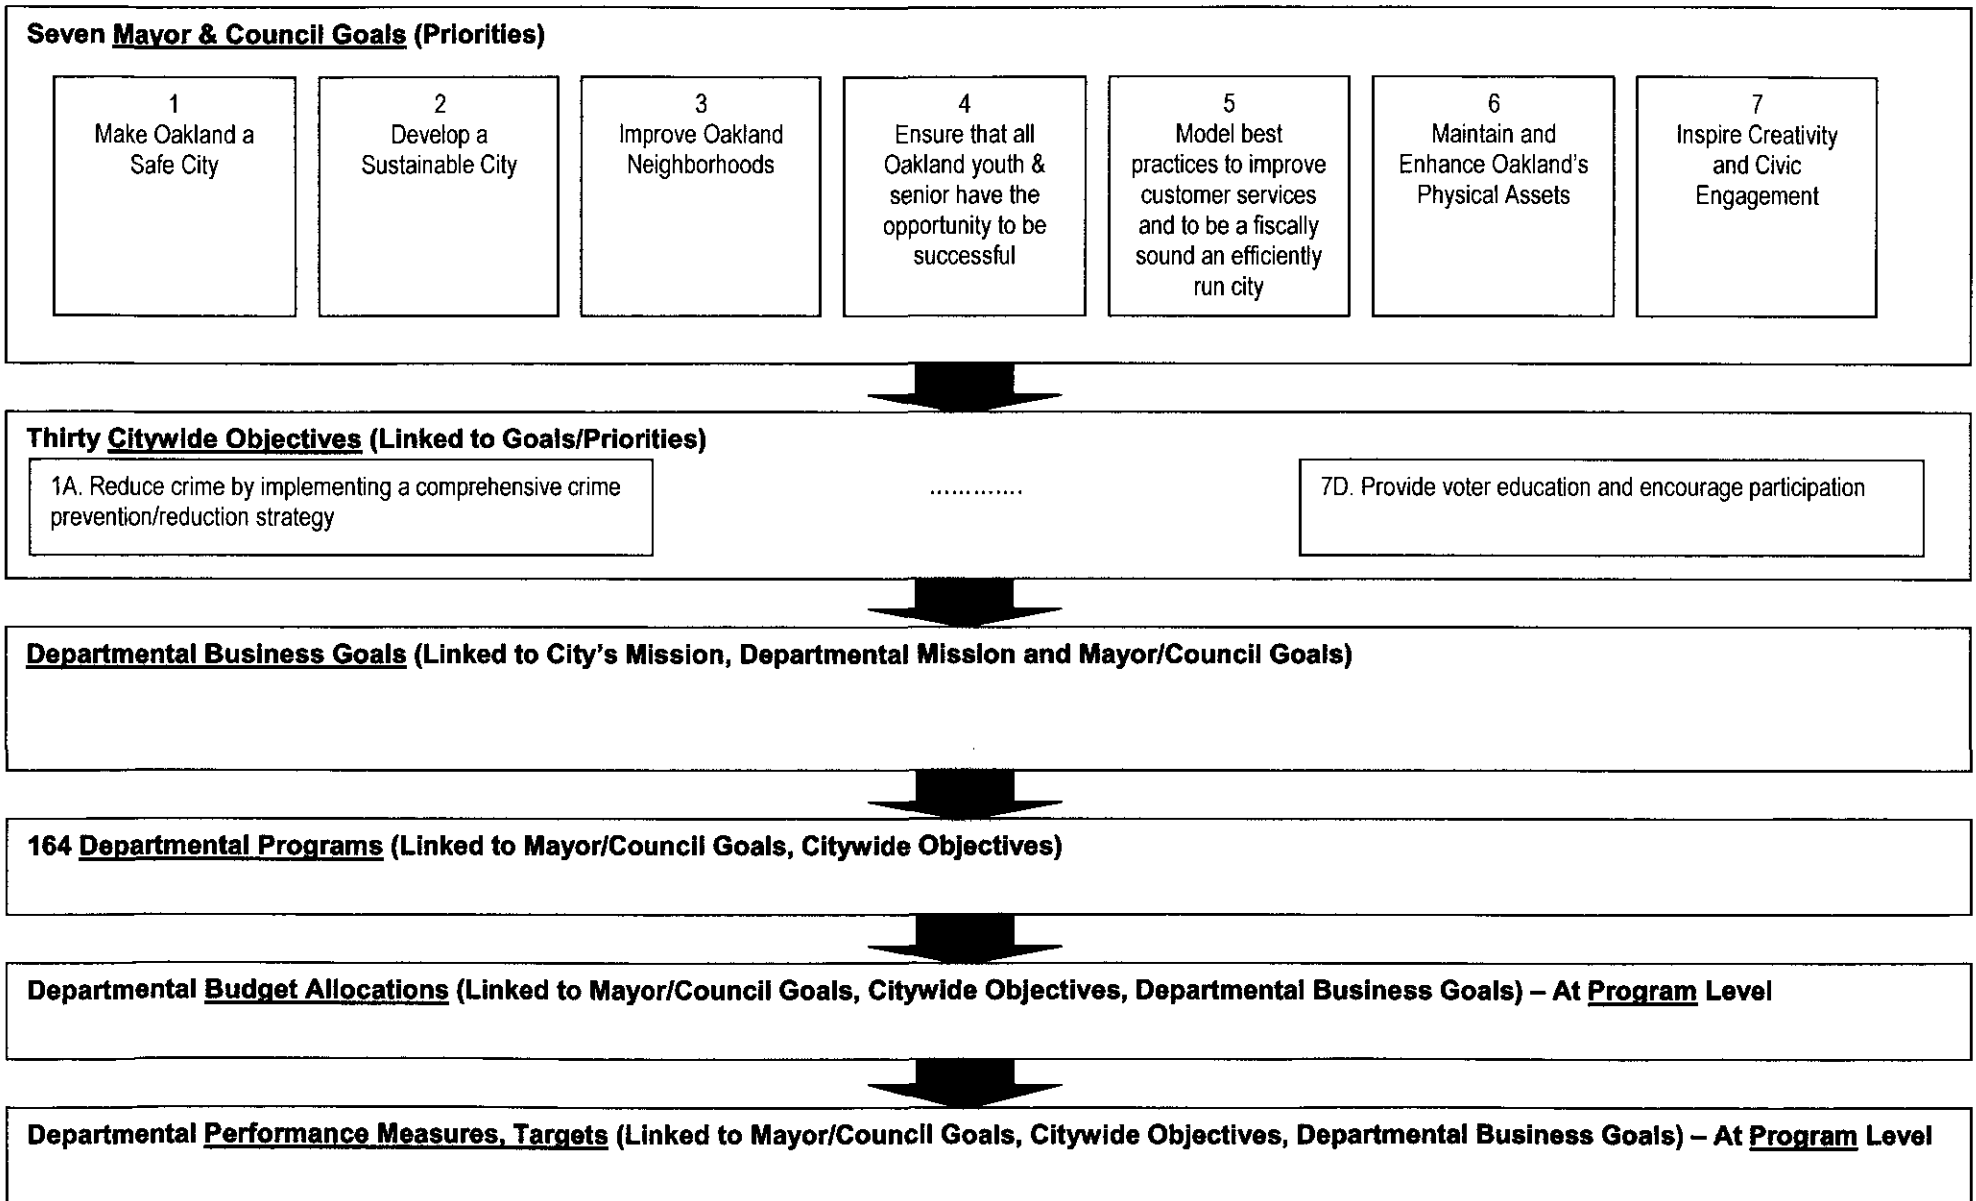 Seven Mayor & Council Goals (Priorities)
1
Make Oakland a
Safe City
2
Develop a
Sustainable City
3
Improve Oakland
Neighborhoods
4
Ensure that all
Oakland youth &
senior have the
opportunity to be
successful
5
Model best
practices to improve
customer services
and to be a fiscally
sound an efficiently
run city
6
Maintain and
Enhance Oakland's
Physical Assets
7
Inspire Creativity
and Civic
Engagement
Thirty Citywide Objectives (Linked to Goals/Priorities)
1A. Reduce crime by implementing a comprehensive crime
prevention/reduction strategy
.............
7D. Provide voter education and encourage participation
Departmental Business Goals (Linked to City's Mission, Departmental Mission and Mayor/Council Goals)
164 Departmental Programs (Linked to Mayor/Council Goals, Citywide Objectives)
Departmental Budget Allocations (Linked to Mayor/Council Goals, Citywide Objectives, Departmental Business Goals) – At Program Level
Departmental Performance Measures, Targets (Linked to Mayor/Council Goals, Citywide Objectives, Departmental Business Goals) – At Program Level